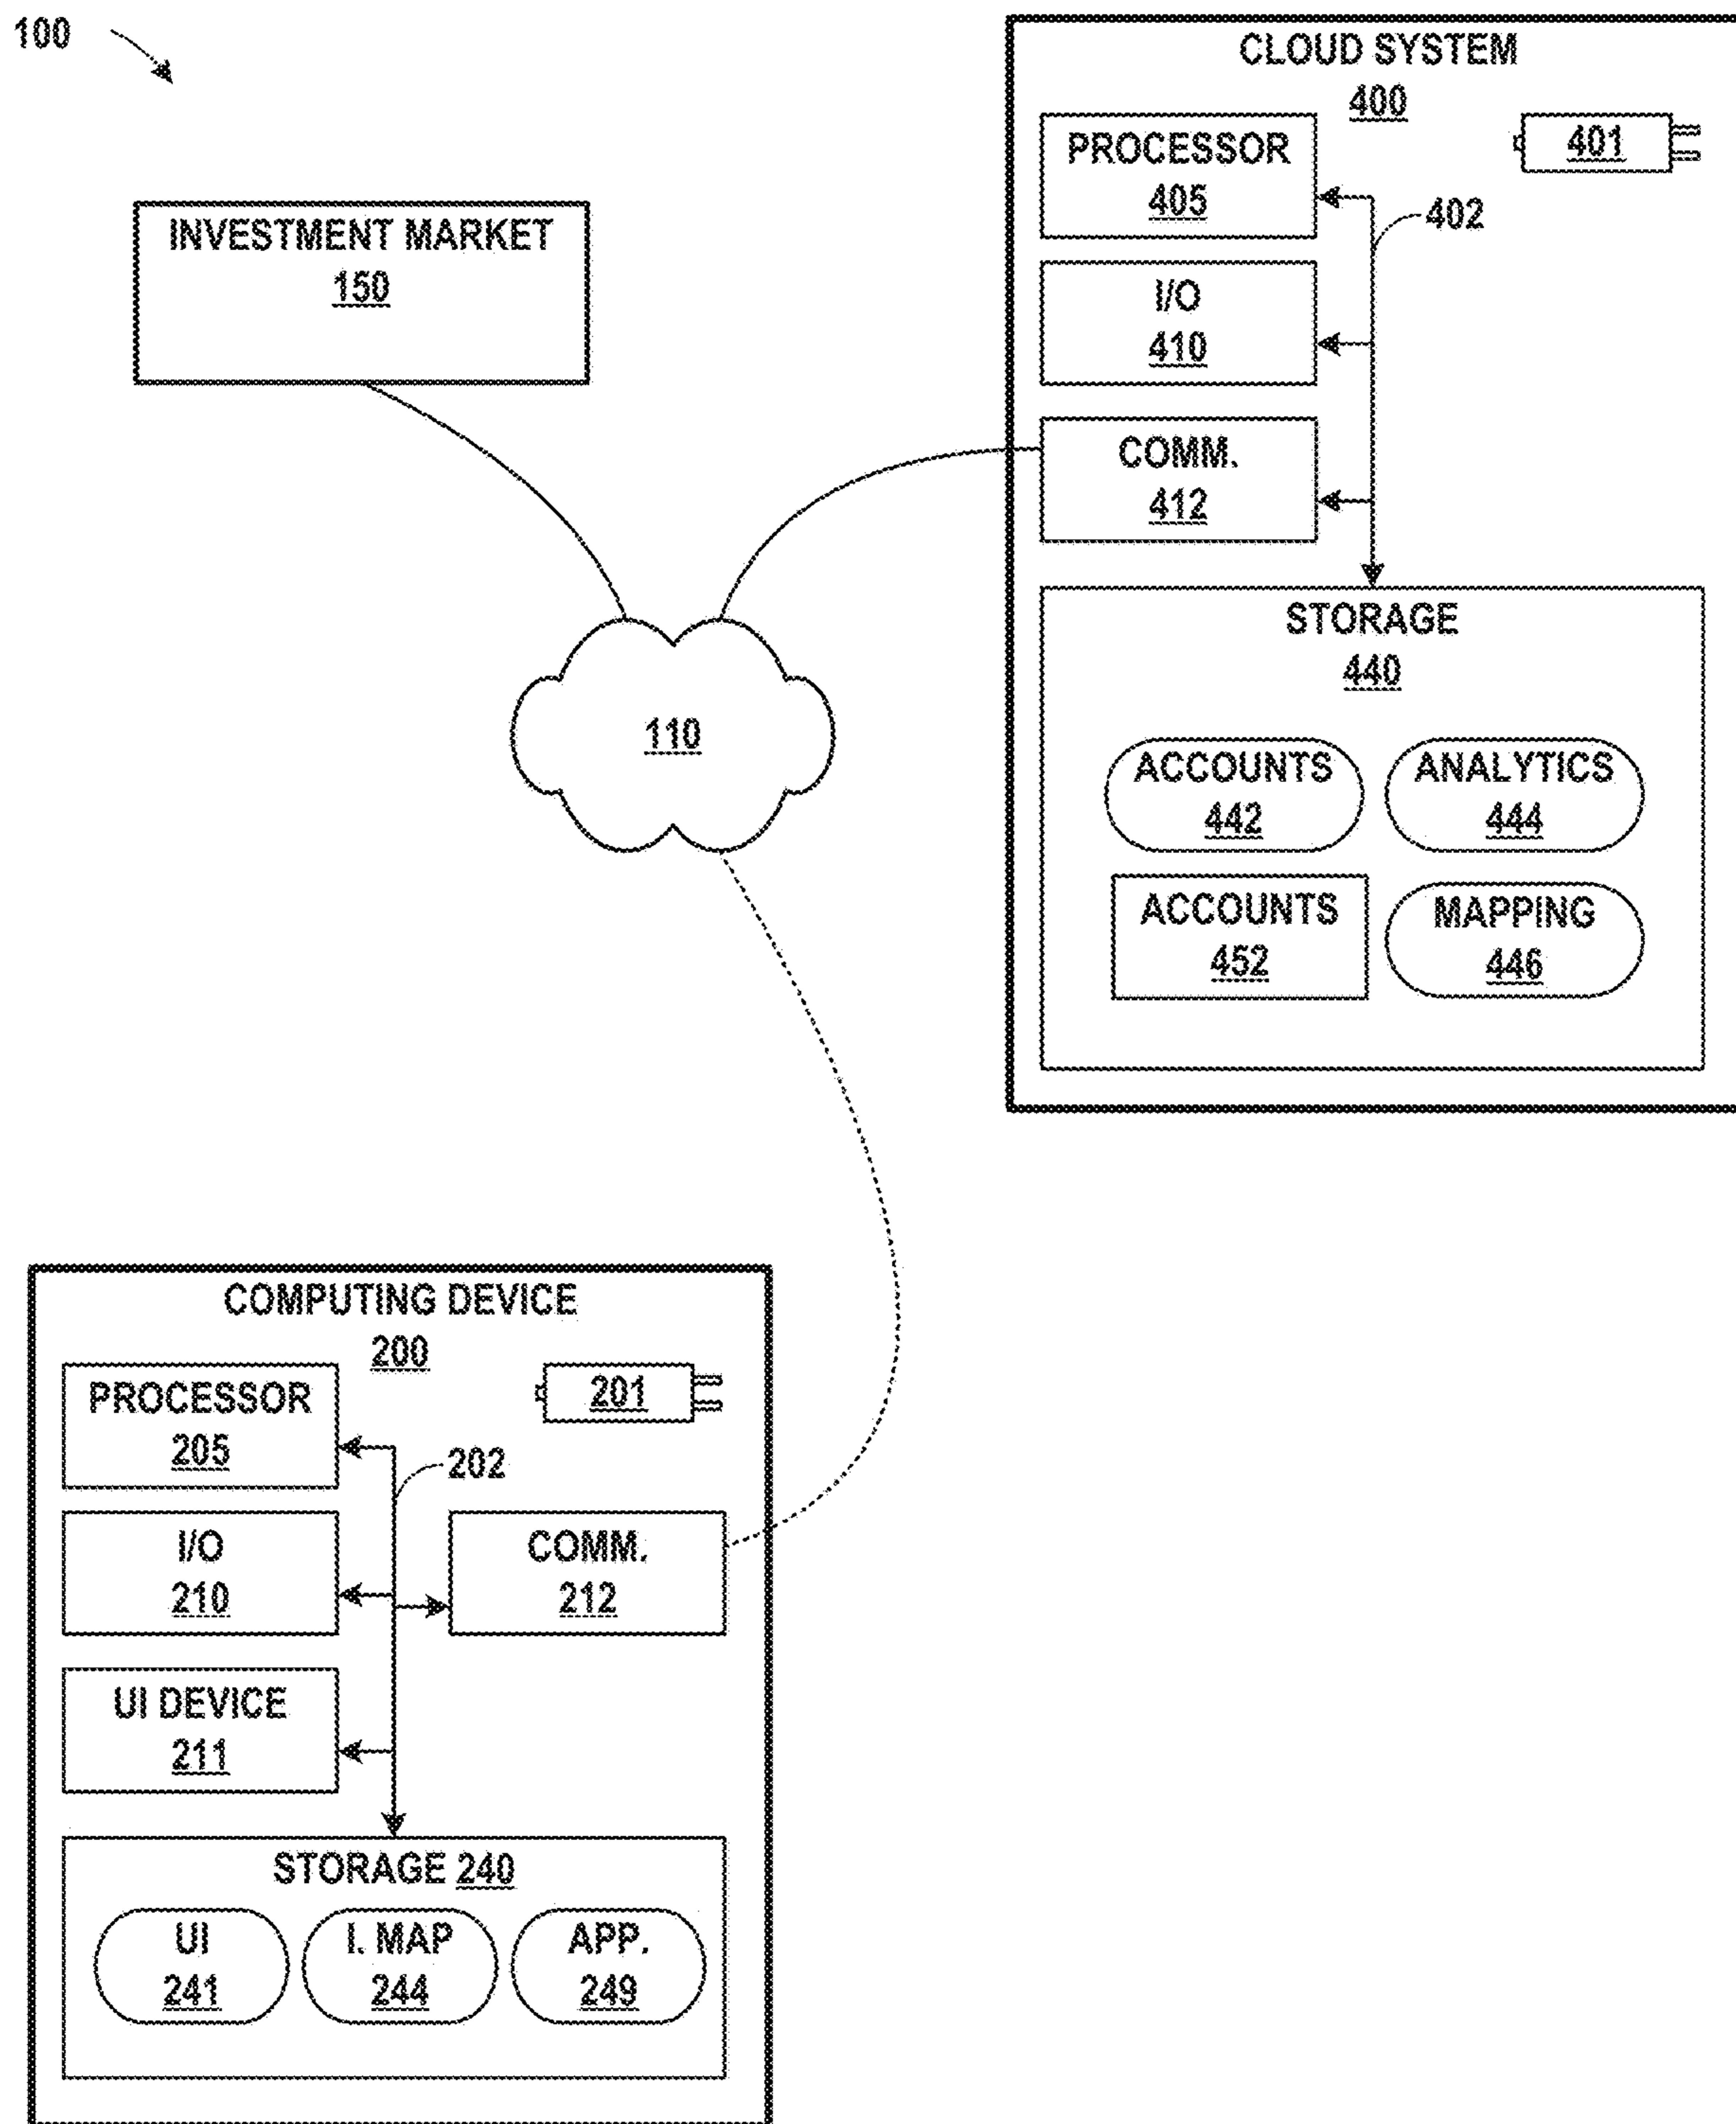 100
INVESTMENT MARKET
150
110
CLOUD SYSTEM
400
401
PROCESSOR
405
402
I/O
410
COMM.
412
STORAGE
440
ACCOUNTS
442
ANALYTICS
444
ACCOUNTS
452
MAPPING
446
COMPUTING DEVICE
200
201
PROCESSOR
205
202
I/O
210
COMM.
212
UI DEVICE
211
STORAGE 240
UI
241
I. MAP
244
APP.
249